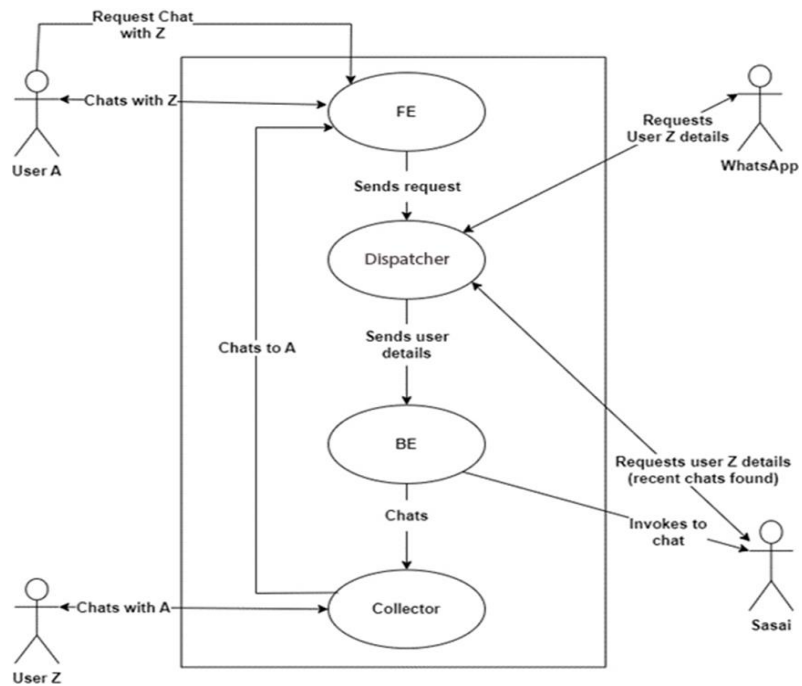 Request Chat
with Z
Chats with Z
User A
FE
Requests
User Z details
WhatsApp
Sends request
Dispatcher
Sends user
details
Chats to A
BE
Requests user Z details
(recent chats found)
Chats
Invokes to
chat
Sasai
Chats with A
Collector
User Z